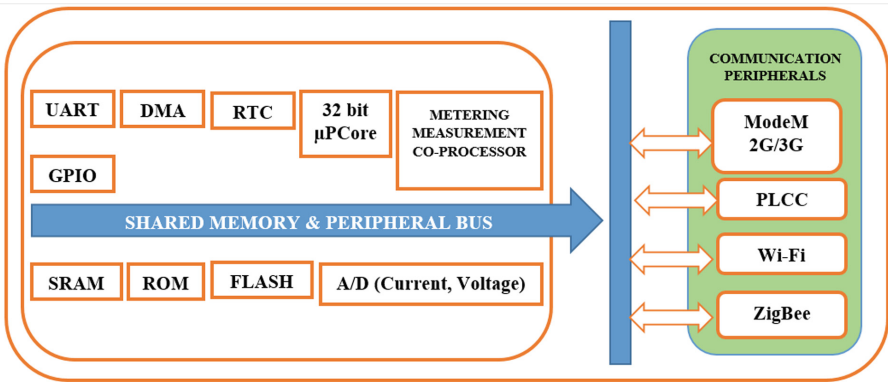 UART
DMA
RTC
32 bit
µPCore
METERING
MEASUREMENT
CO-PROCESSOR
GPIO
SHARED MEMORY & PERIPHERAL BUS
SRAM
ROM
FLASH
A/D (Current, Voltage)
COMMUNICATION
PERIPHERALS
ModeM
2G/3G
PLCC
Wi-Fi
ZigBee